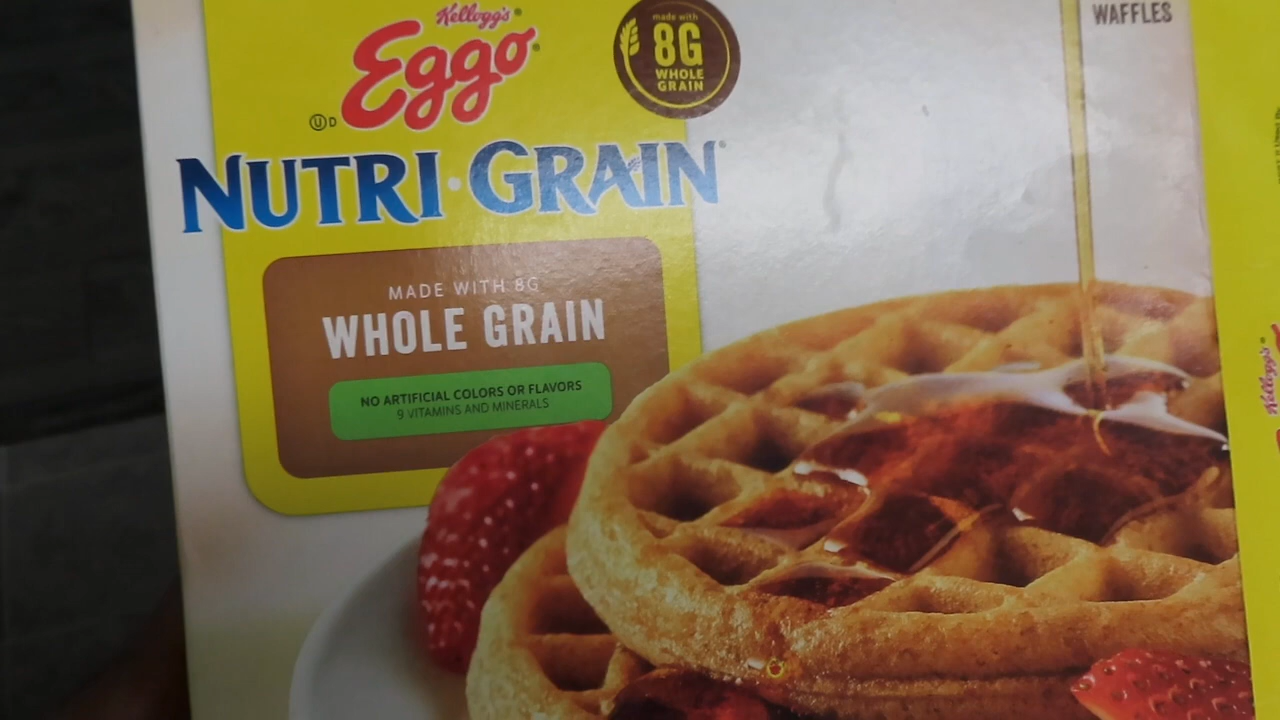 Kellogg's
Eggo
U D
made with
8G
WHOLE
GRAIN
WAFFLES
NUTRI·GRAIN
MADE WITH 8G
WHOLE GRAIN
NO ARTIFICIAL COLORS OR FLAVORS
9 VITAMINS AND MINERALS
Kellogg's